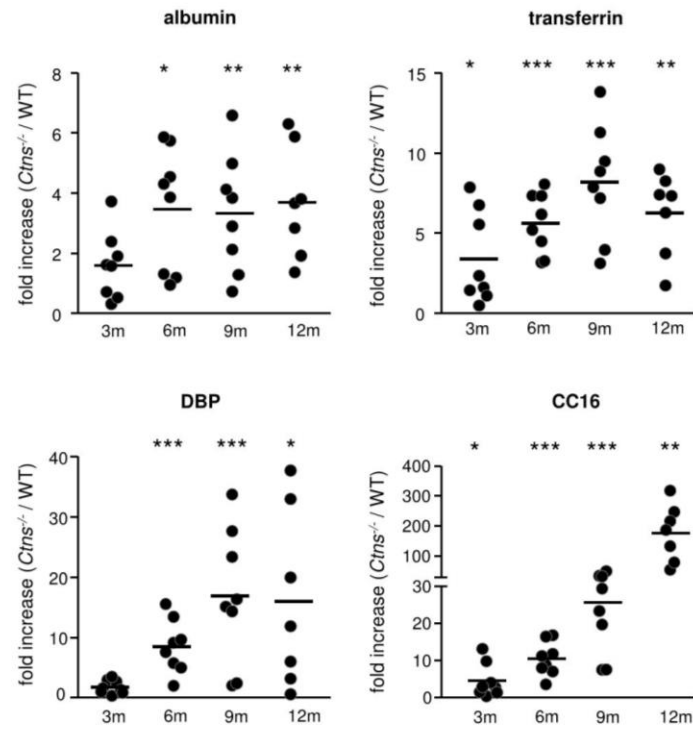 albumin
* ** **
fold increase (Ctns-/- / WT)
8
6
4
2
0
3m 6m 9m 12m
transferrin
* *** *** **
fold increase (Ctns-/- / WT)
15
10
5
0
3m 6m 9m 12m
DBP
*** *** *
fold increase (Ctns-/- / WT)
40
30
20
10
0
3m 6m 9m 12m
CC16
* *** *** **
fold increase (Ctns-/- / WT)
400
300
200
100
30
20
10
0
3m 6m 9m 12m